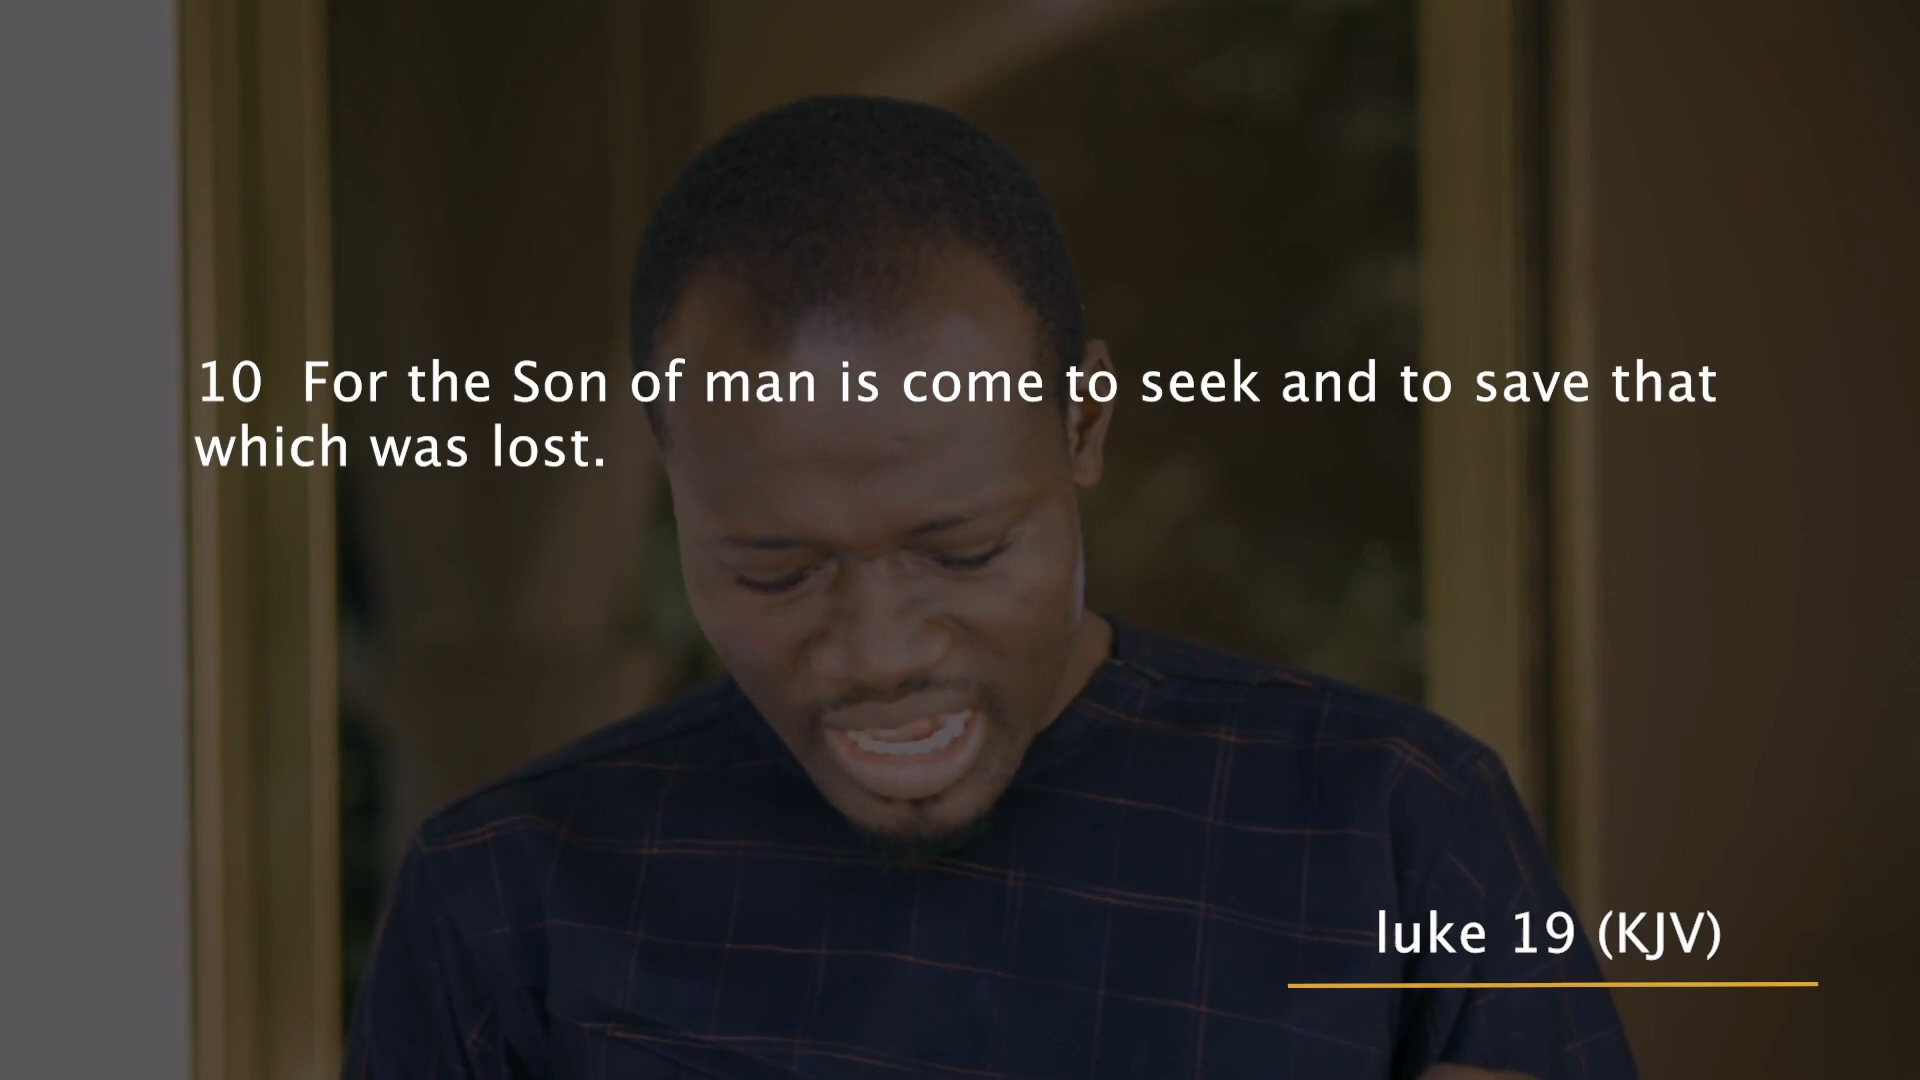 10 For the Son of man is come to seek and to save that
which was lost.
luke 19 (KJV)